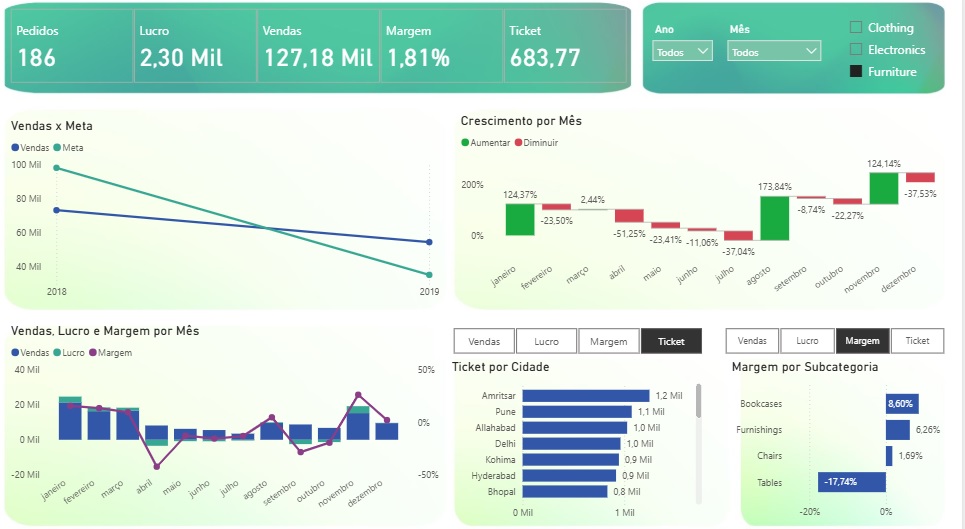 Pedidos Lucro Vendas Margem Ticket
186 2,30 Mil 127,18 Mil 1,81% 683,77
Ano Mês
Todos Todos
Clothing
Electronics
Furniture
Vendas x Meta
Vendas Meta
100 Mil
80 Mil
60 Mil
40 Mil
2018 2019
Crescimento por Mês
Aumentar Diminuir
200%
0%
124,37% -23,50% 2,44% -51,25% -23,41% -11,06% -37,04% 173,84% -8,74% -22,27% 124,14% -37,53%
janeiro fevereiro março abril maio junho julho agosto setembro outubro novembro dezembro
Vendas, Lucro e Margem por Mês
Vendas Lucro Margem
40 Mil 50%
20 Mil
0 Mil 0%
-20 Mil -50%
janeiro fevereiro março abril maio junho julho agosto setembro outubro novembro dezembro
Vendas Lucro Margem Ticket
Ticket por Cidade
Amritsar 1,2 Mil
Pune 1,1 Mil
Allahabad 1,0 Mil
Delhi 1,0 Mil
Kohima 0,9 Mil
Hyderabad 0,9 Mil
Bhopal 0,8 Mil
0 Mil 1 Mil
Vendas Lucro Margem Ticket
Margem por Subcategoria
Bookcases 8,60%
Furnishings 6,26%
Chairs 1,69%
Tables -17,74%
-20% 0%